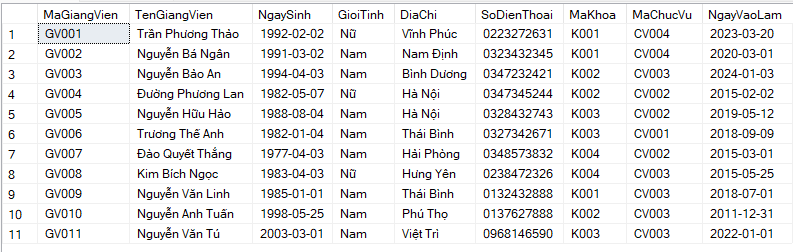 MaGiangVien TenGiangVien NgaySinh GioiTinh DiaChi SoDienThoai MaKhoa MaChucVu NgayVaoLam
1 GV001 Trần Phương Thảo 1992-02-02 Nữ Vĩnh Phúc 0223272631 K001 CV004 2023-03-20
2 GV002 Nguyễn Bá Ngân 1991-03-02 Nam Nam Định 0323432345 K001 CV004 2020-03-01
3 GV003 Nguyễn Bảo An 1994-04-03 Nam Bình Dương 0347232421 K002 CV003 2024-01-03
4 GV004 Đường Phương Lan 1982-05-07 Nữ Hà Nội 0347345244 K002 CV002 2015-02-02
5 GV005 Nguyễn Hữu Hảo 1988-08-04 Nam Hà Nội 0328432743 K003 CV002 2019-05-12
6 GV006 Trương Thế Anh 1982-01-04 Nam Thái Bình 0327342671 K003 CV001 2018-09-09
7 GV007 Đào Quyết Thắng 1977-04-03 Nam Hải Phòng 0348573832 K004 CV002 2015-03-01
8 GV008 Kim Bích Ngọc 1983-04-03 Nữ Hưng Yên 0238472326 K004 CV003 2015-05-25
9 GV009 Nguyễn Văn Linh 1985-01-01 Nam Thái Bình 0132432888 K001 CV003 2018-07-01
10 GV010 Nguyễn Anh Tuấn 1998-05-25 Nam Phú Thọ 0137627888 K002 CV003 2011-12-31
11 GV011 Nguyễn Văn Tú 2003-03-01 Nam Việt Trì 0968146590 K003 CV003 2022-01-01